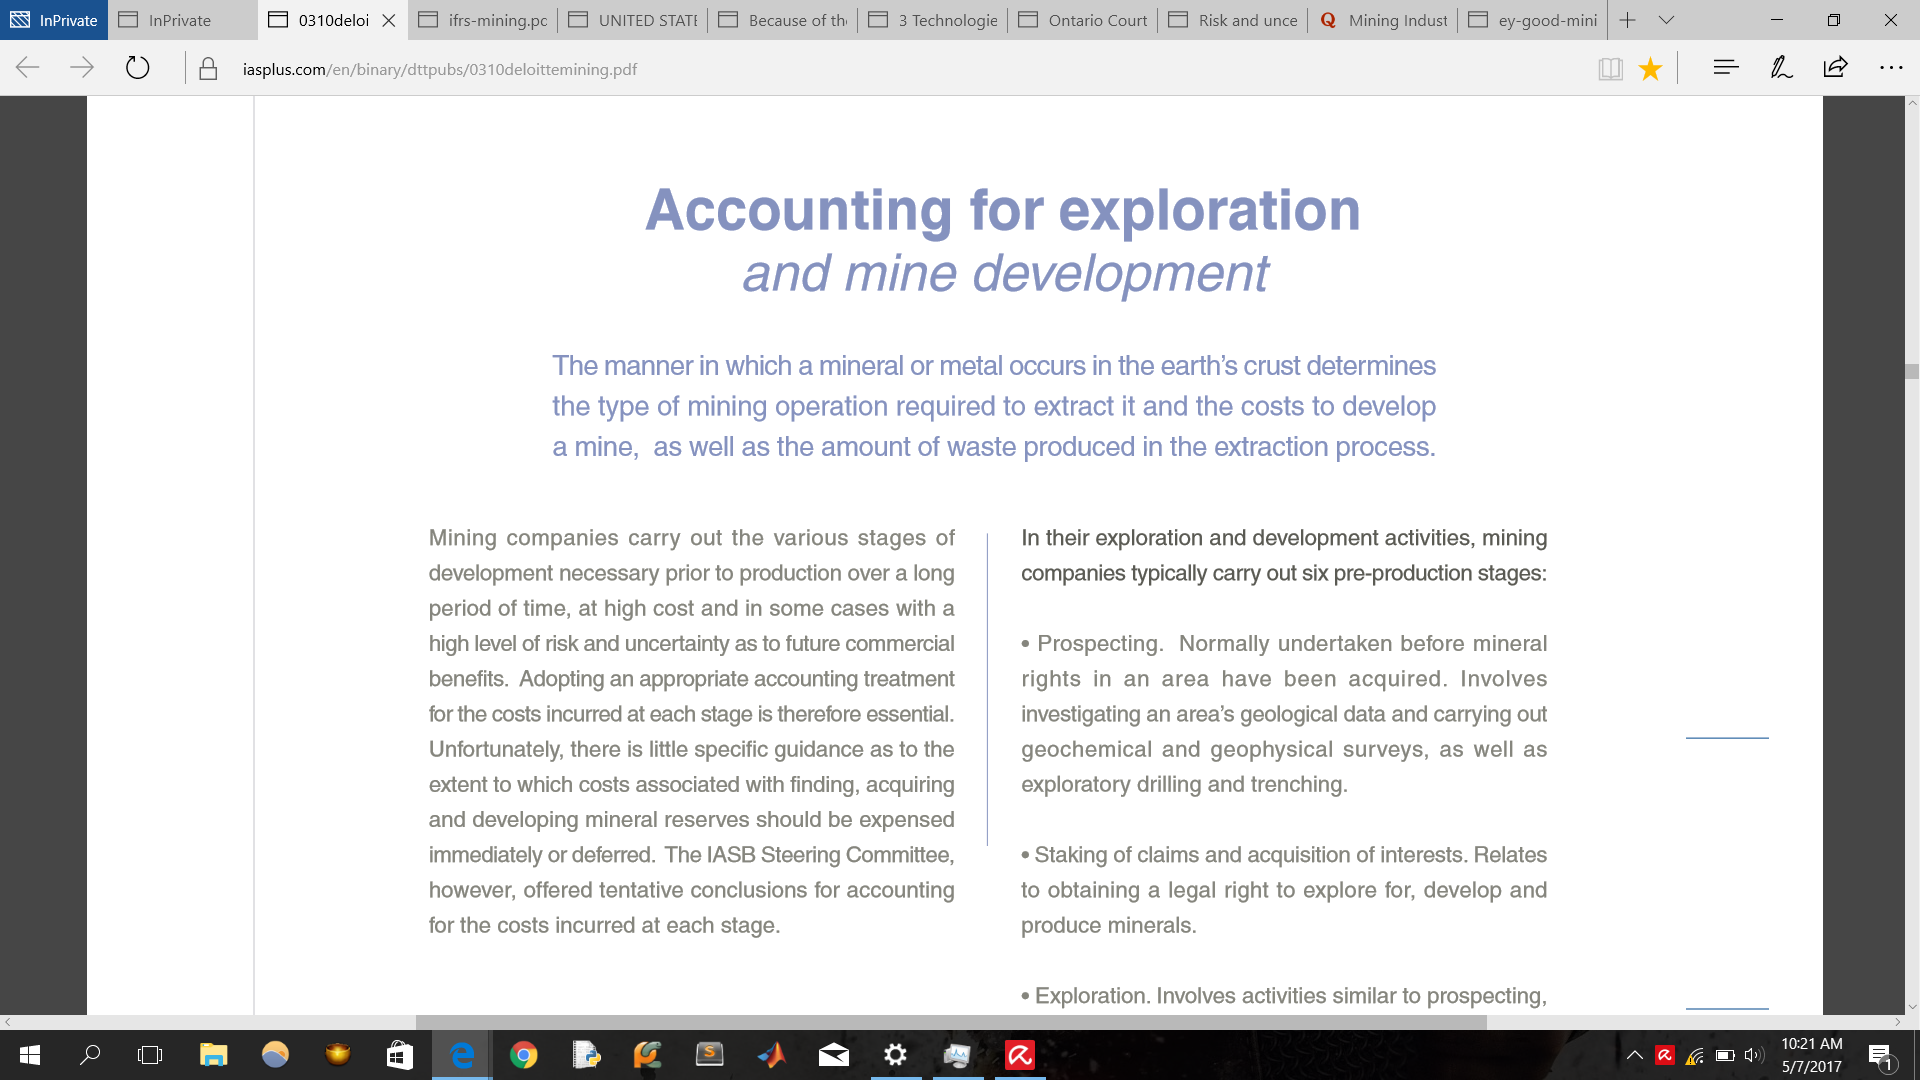 InPrivate
InPrivate
0310deloi
ifrs-mining.pc
UNITED STATE
Because of the
3 Technologie
Ontario Court
Risk and unce
Mining Indust
ey-good-mini
iasplus.com/en/binary/dttpubs/0310deloittemining.pdf
Accounting for exploration
and mine development
The manner in which a mineral or metal occurs in the earth’s crust determines
the type of mining operation required to extract it and the costs to develop
a mine, as well as the amount of waste produced in the extraction process.
Mining companies carry out the various stages of
development necessary prior to production over a long
period of time, at high cost and in some cases with a
high level of risk and uncertainty as to future commercial
benefits. Adopting an appropriate accounting treatment
for the costs incurred at each stage is therefore essential.
Unfortunately, there is little specific guidance as to the
extent to which costs associated with finding, acquiring
and developing mineral reserves should be expensed
immediately or deferred. The IASB Steering Committee,
however, offered tentative conclusions for accounting
for the costs incurred at each stage.
In their exploration and development activities, mining
companies typically carry out six pre-production stages:
• Prospecting. Normally undertaken before mineral
rights in an area have been acquired. Involves
investigating an area’s geological data and carrying out
geochemical and geophysical surveys, as well as
exploratory drilling and trenching.
• Staking of claims and acquisition of interests. Relates
to obtaining a legal right to explore for, develop and
produce minerals.
• Exploration. Involves activities similar to prospecting,
10:21 AM
5/7/2017
1